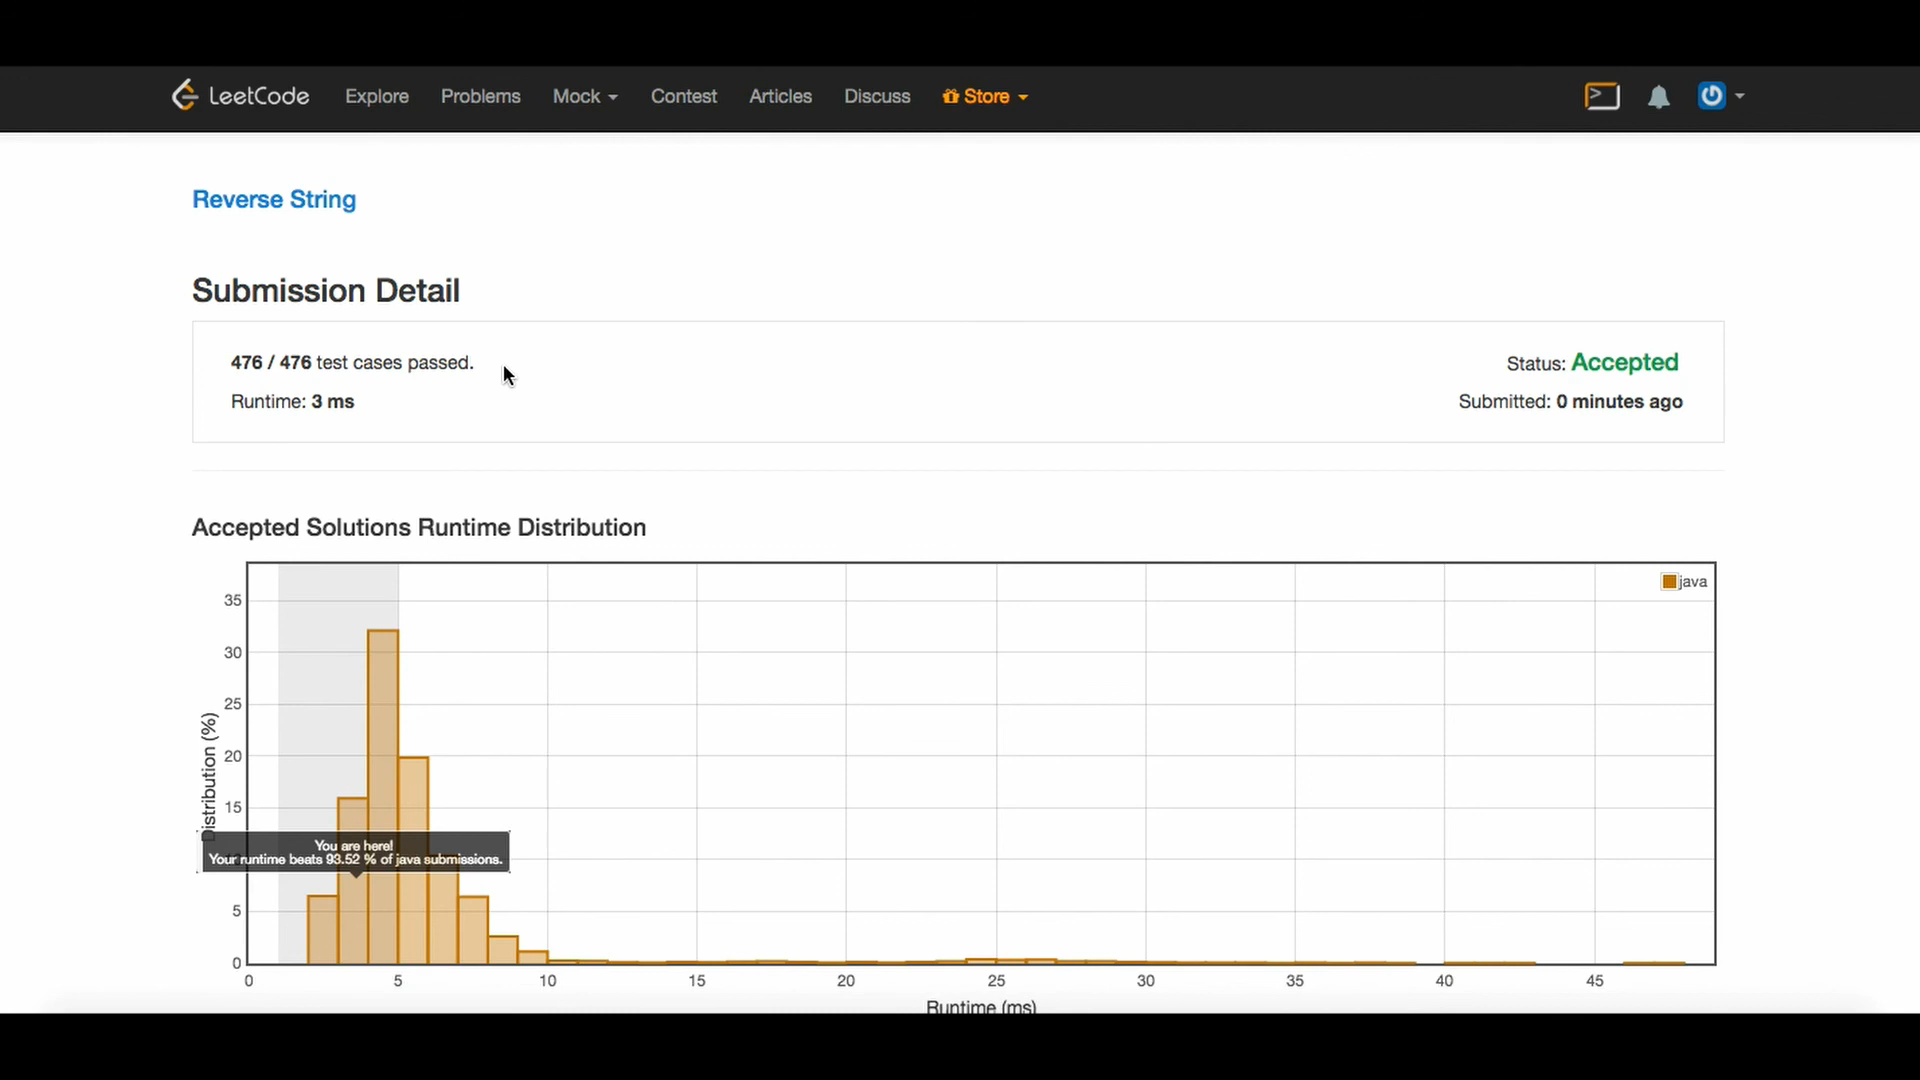 LeetCode Explore Problems Mock Contest Articles Discuss Store
Reverse String
Submission Detail
476 / 476 test cases passed.
Status: Accepted
Runtime: 3 ms
Submitted: 0 minutes ago
Accepted Solutions Runtime Distribution
java
35
30
25
20
15
5
0
Distribution (%)
You are here!
Your runtime beats 93.52 % of java submissions.
0 5 10 15 20 25 30 35 40 45
Runtime (ms)